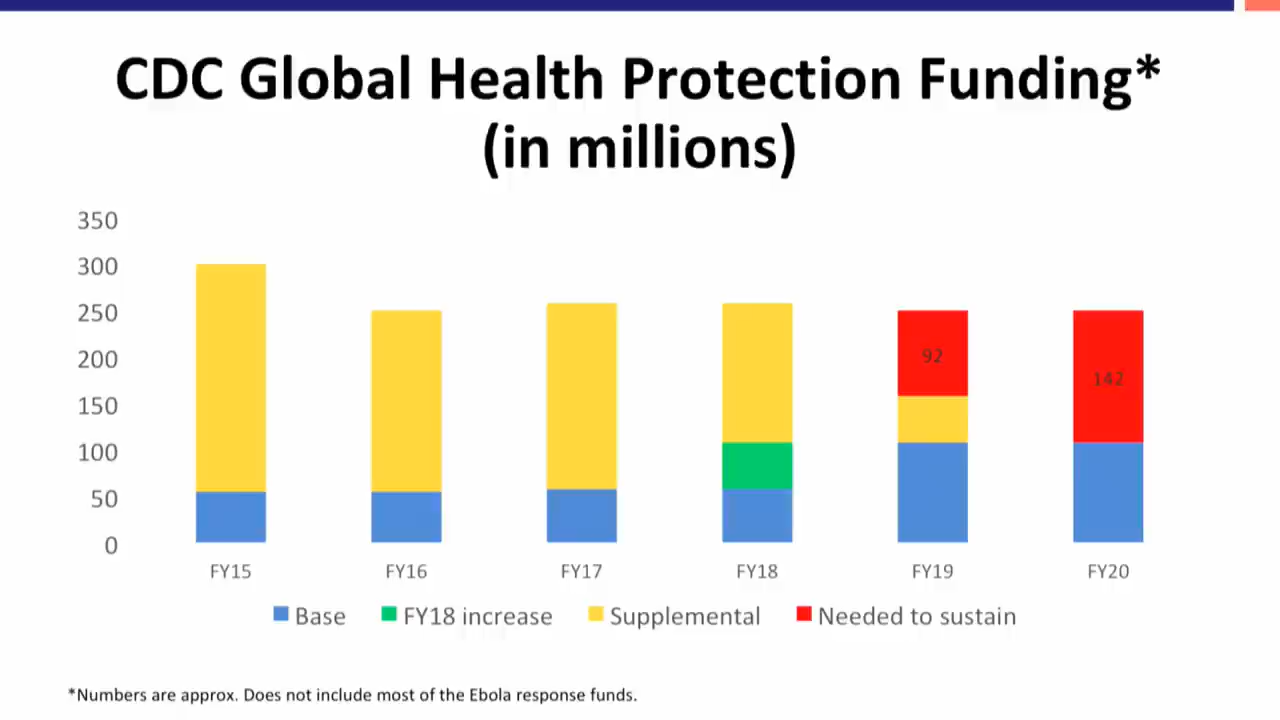 CDC Global Health Protection Funding*
(in millions)
350
300
250
200
150
100
50
0
92
142
FY15 FY16 FY17 FY18 FY19 FY20
Base FY18 increase Supplemental Needed to sustain
*Numbers are approx. Does not include most of the Ebola response funds.